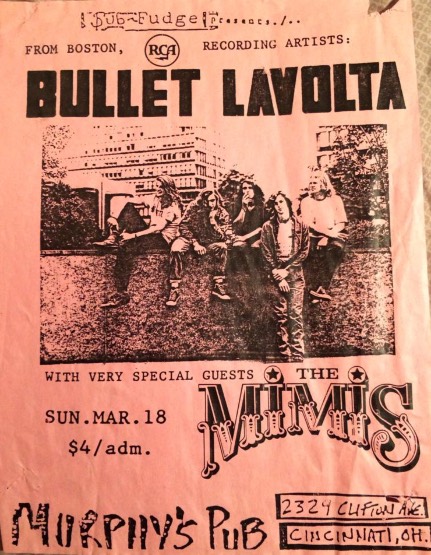 Sub-Fudge presents./..
FROM BOSTON, RCA RECORDING ARTISTS:
BULLET LAVOLTA
WITH VERY SPECIAL GUESTS THE
MIMIS
SUN.MAR.18
$4/adm.
MURPHY'S PUB
2324 CLIFTON AVE.
CINCINNATI, OH.